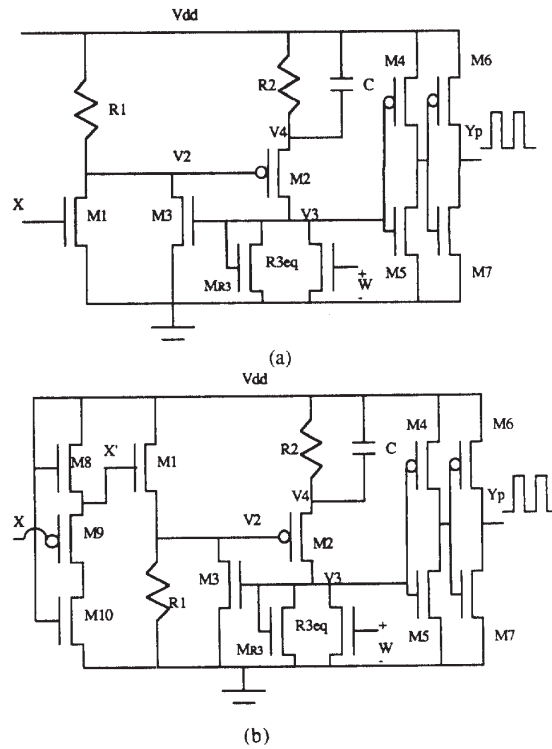 Vdd
M4
M6
R2
C
R1
V4
Yp
V2
M2
X
M1
M3
V3
R3eq
MR3
+
W
-
M5
M7
(a)
Vdd
M4
M6
M8
X'
M1
R2
C
V4
Yp
X
M9
V2
M2
M3
V3
M10
R1
R3eq
MR3
+
W
-
M5
M7
(b)